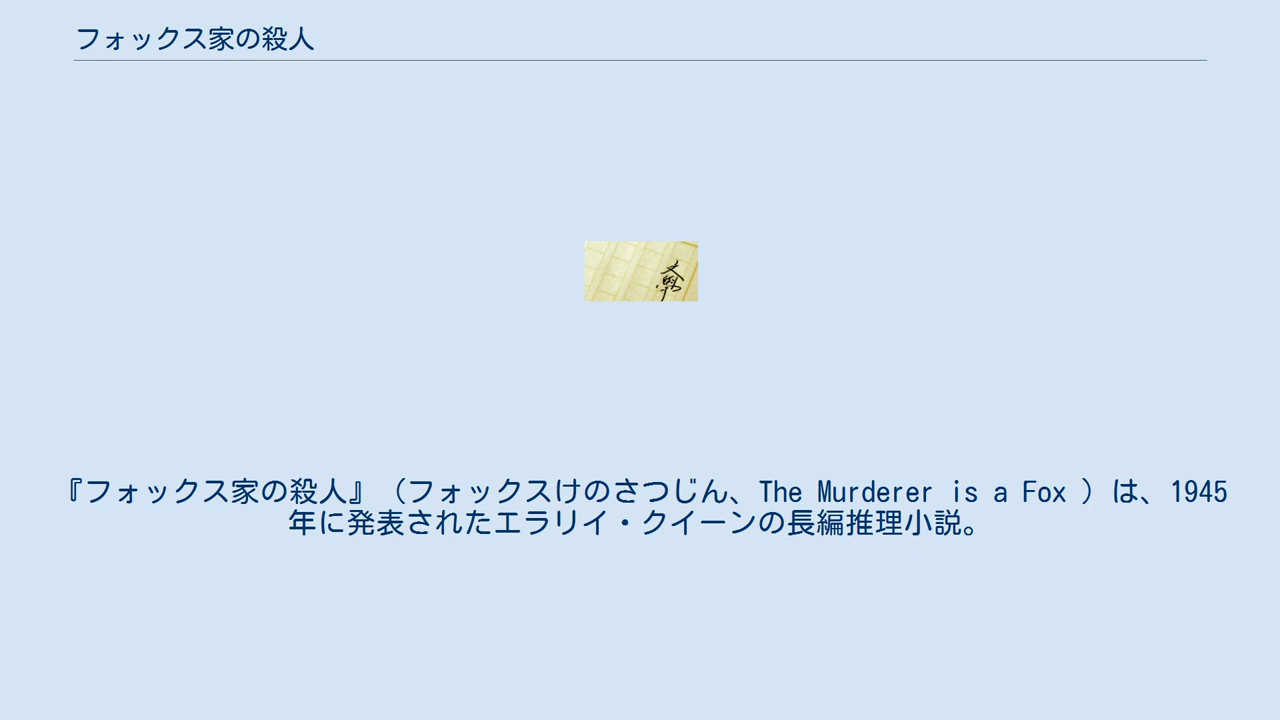 フォックス家の殺人
『フォックス家の殺人』（フォックスけのさつじん、The Murderer is a Fox ）は、1945
年に発表されたエラリイ・クイーンの長編推理小説。